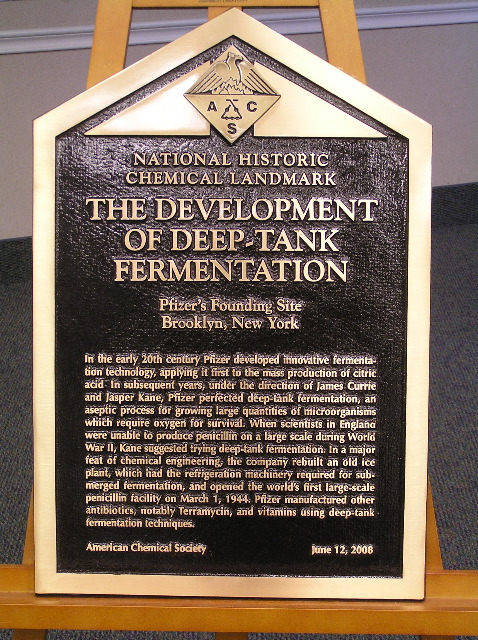 A C
S
NATIONAL HISTORIC
CHEMICAL LANDMARK
THE DEVELOPMENT
OF DEEP-TANK
FERMENTATION
Pfizer's Founding Site
Brooklyn, New York
In the early 20th century Pfizer developed innovative fermenta-
tion technology, applying it first to the mass production of citric
acid. In subsequent years, under the direction of James Currie
and Jasper Kane, Pfizer perfected deep-tank fermentation, an
aseptic process for growing large quantities of microorganisms
which require oxygen for survival. When scientists in England
were unable to produce penicillin on a large scale during World
War II, Kane suggested trying deep-tank fermentation. In a major
feat of chemical engineering, the company rebuilt an old ice
plant, which had the refrigeration machinery required for sub-
merged fermentation, and opened the world's first large-scale
penicillin facility on March 1, 1944. Pfizer manufactured other
antibiotics, notably Terramycin, and vitamins using deep-tank
fermentation techniques.
American Chemical Society June 12, 2008